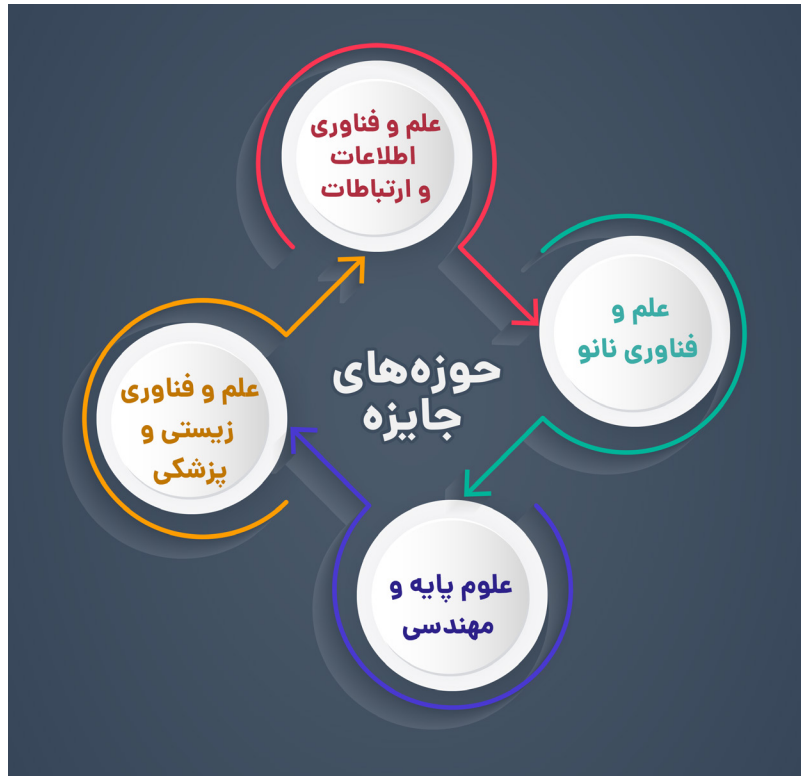 علم و فناوری
اطلاعات
و ارتباطات
علم و
فناوری نانو
حوزه‌های
جایزه
علم و فناوری
زیستی و
پزشکی
علوم پایه و
مهندسی